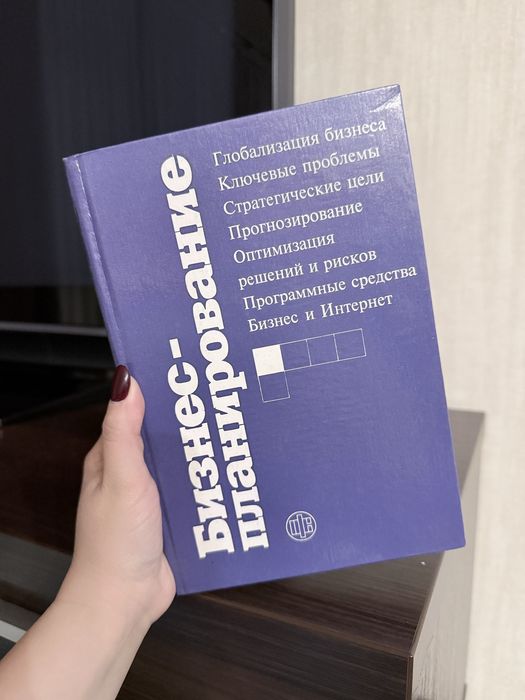 Бизнес-
планирование
Глобализация бизнеса
Ключевые проблемы
Стратегические цели
Прогнозирование
Оптимизация
решений и рисков
Программные средства
Бизнес и Интернет